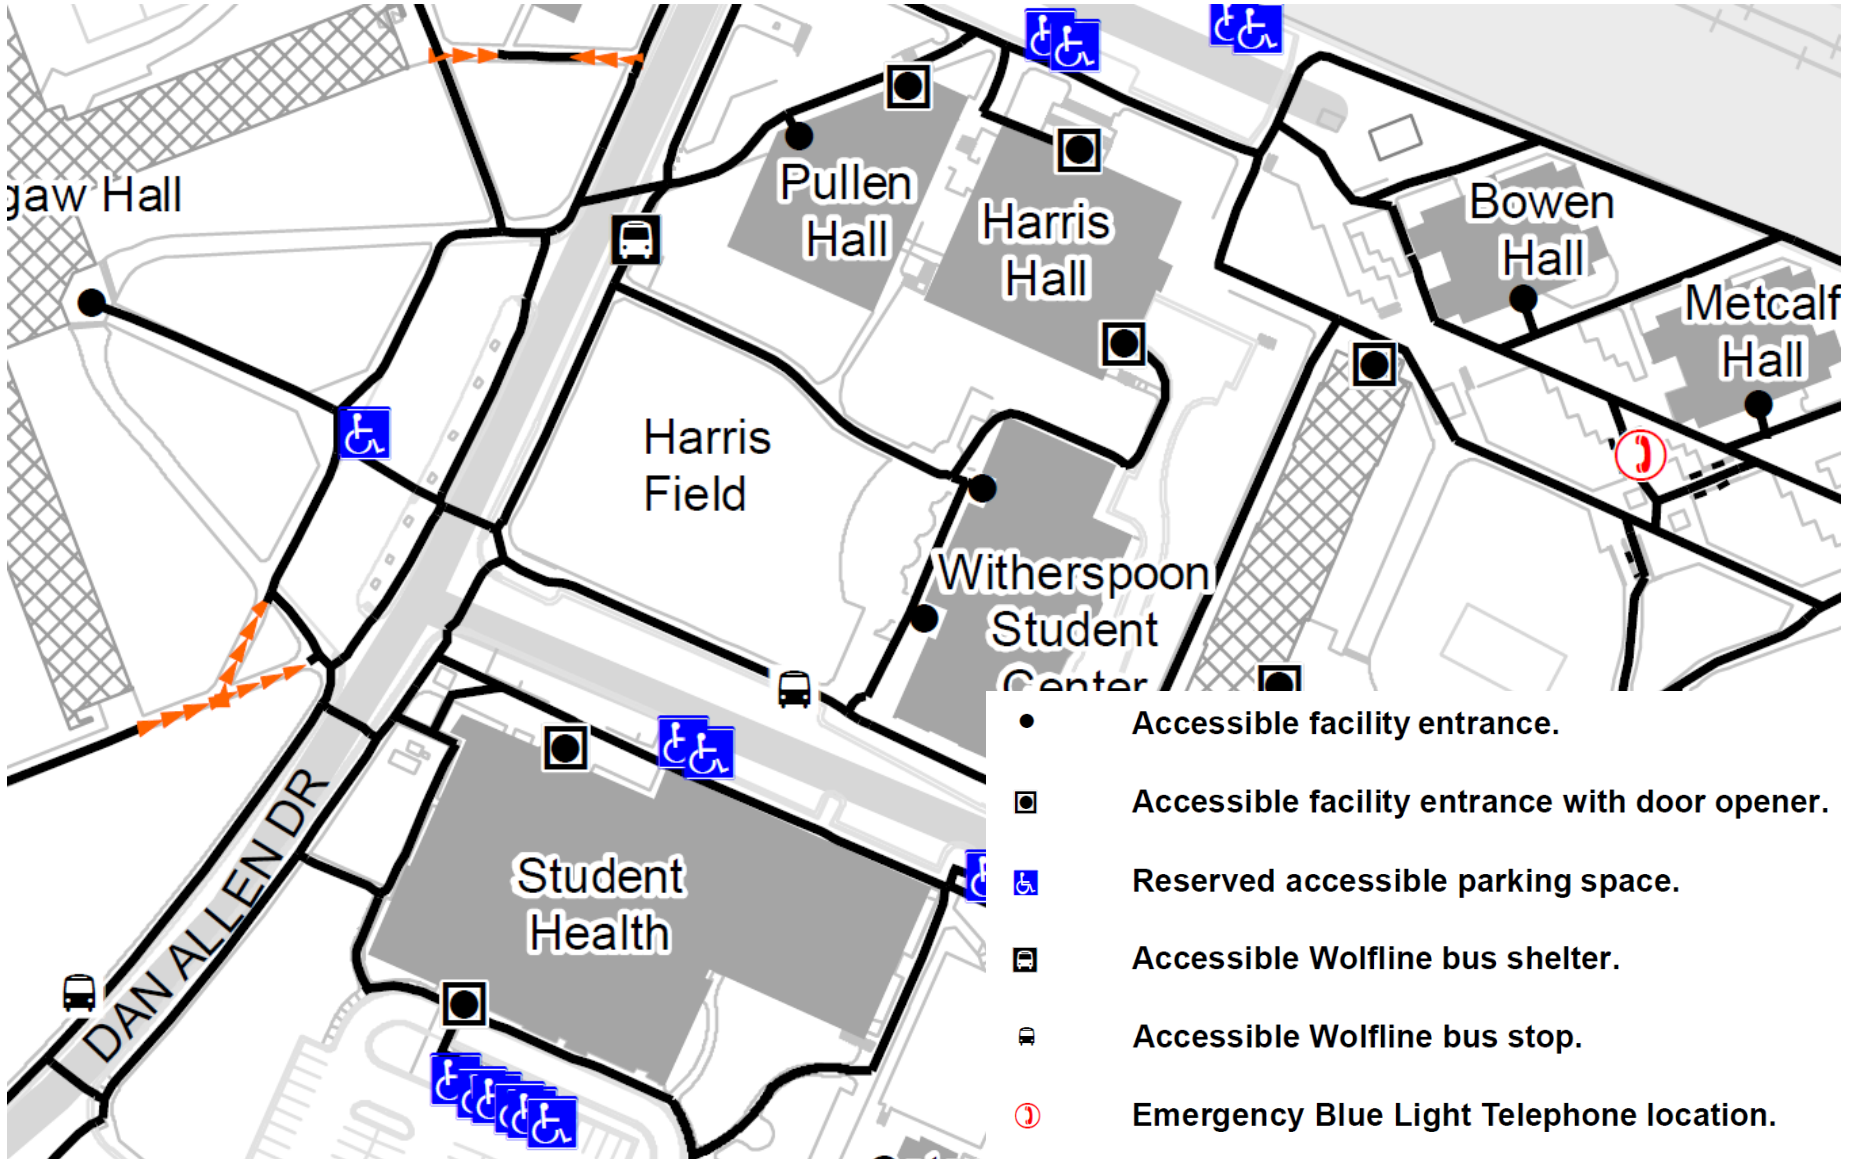 gaw Hall
Pullen
Hall
Harris
Hall
Bowen
Hall
Metcalf
Hall
Harris
Field
Witherspoon
Student
Center
Student
Health
DAN ALLEN DR
Accessible facility entrance.
Accessible facility entrance with door opener.
Reserved accessible parking space.
Accessible Wolfline bus shelter.
Accessible Wolfline bus stop.
Emergency Blue Light Telephone location.